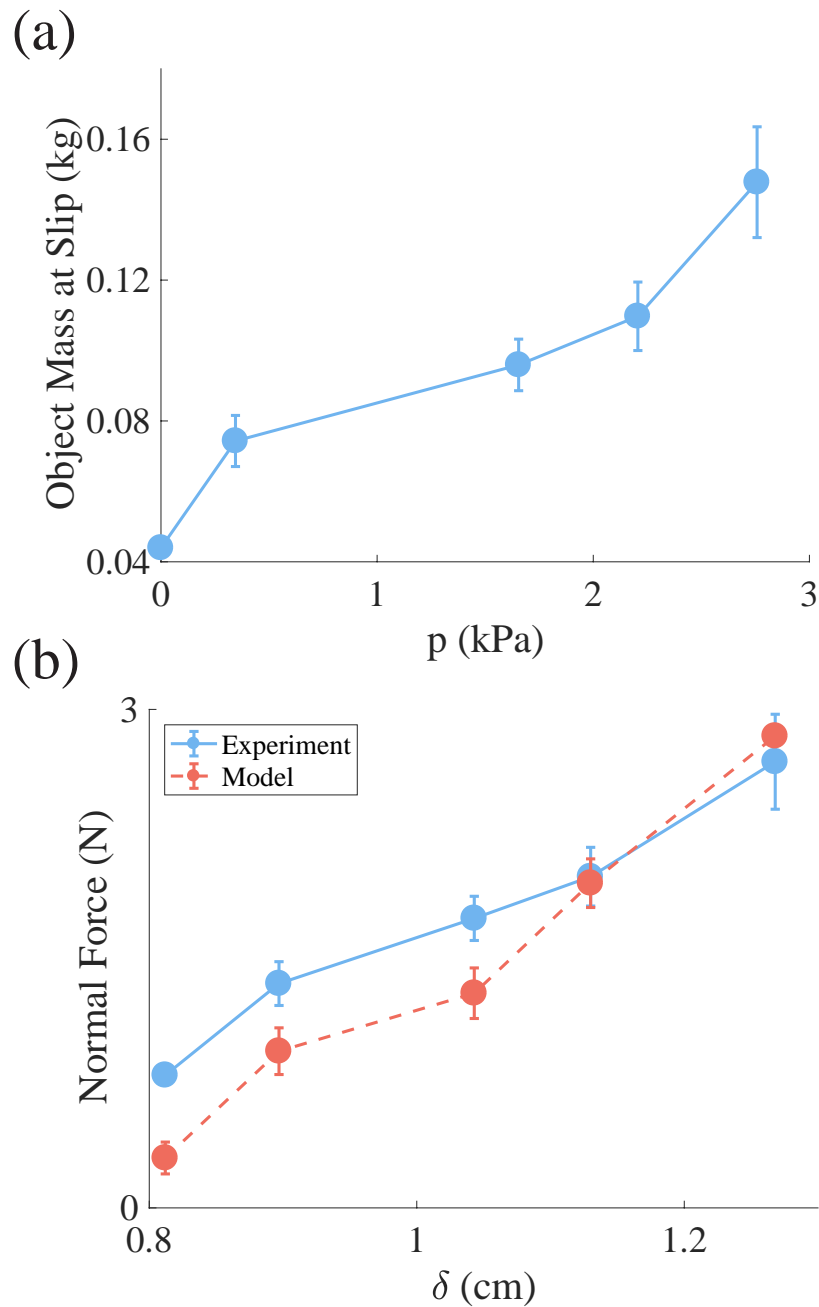 (a)
Object Mass at Slip (kg)
0.16
0.12
0.08
0.04
0 1 2 3
p (kPa)
(b)
Normal Force (N)
3
0
Experiment
Model
0.8 1 1.2
δ (cm)